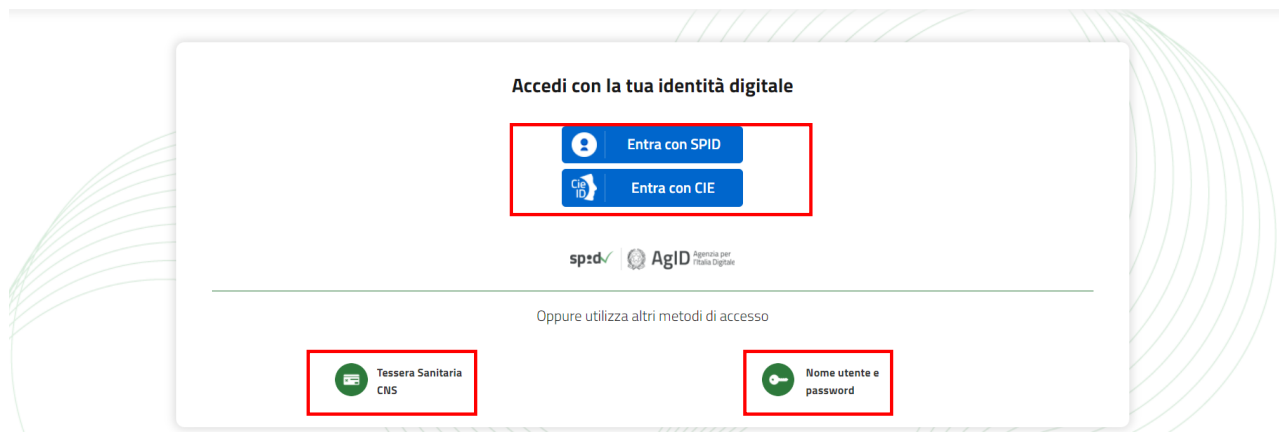 Accedi con la tua identità digitale
Entra con SPID
Cie
ID
Entra con CIE
sp:d
AgID
Agenzia per
l'Italia Digitale
Oppure utilizza altri metodi di accesso
Tessera Sanitaria
CNS
Nome utente e
password